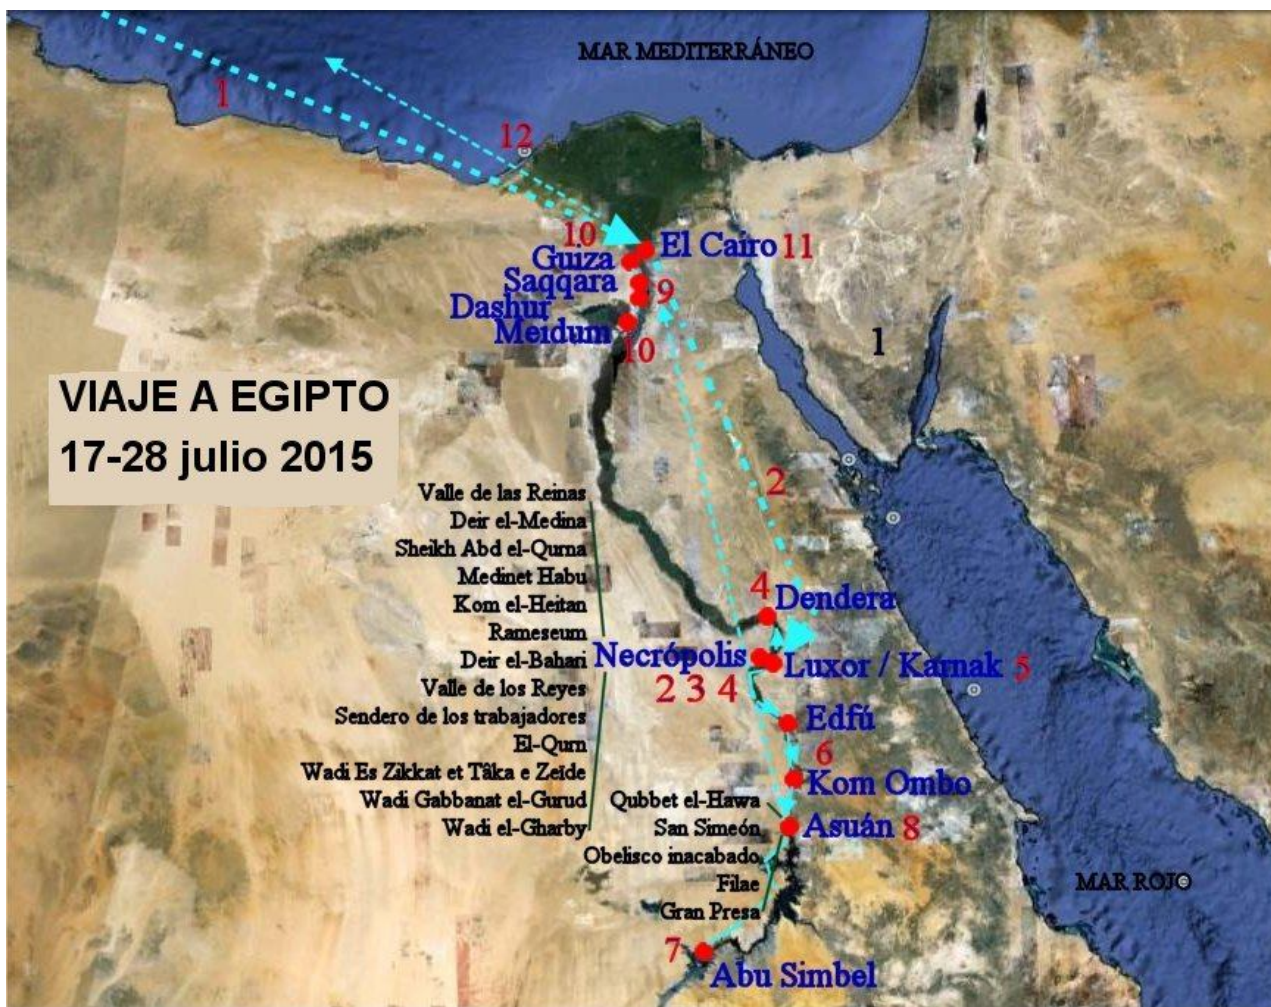 MAR MEDITERRÁNEO
1
12
10
El Cairo 11
Guiza
Saqqara
9
Dashur
Meidum
10
1
VIAJE A EGIPTO
17-28 julio 2015
2
Valle de las Reinas
Deir el-Medina
Sheikh Abd el-Qurna
Medinet Habu
Kom el-Heitan
Rameseum
Deir el-Bahari
Valle de los Reyes
Sendero de los trabajadores
El-Qurn
Wadi Es Zikkat et Tâka e Zeïde
Wadi Gabbanat el-Gurud
Wadi el-Gharby
4
Dendera
Necrópolis
2 3 4
Luxor / Karnak 5
Edfú
6
Kom Ombo
Qubbet el-Hawa
San Simeón
Obelisco inacabado
Filae
Gran Presa
Asuán 8
MAR ROJO
7
Abu Simbel